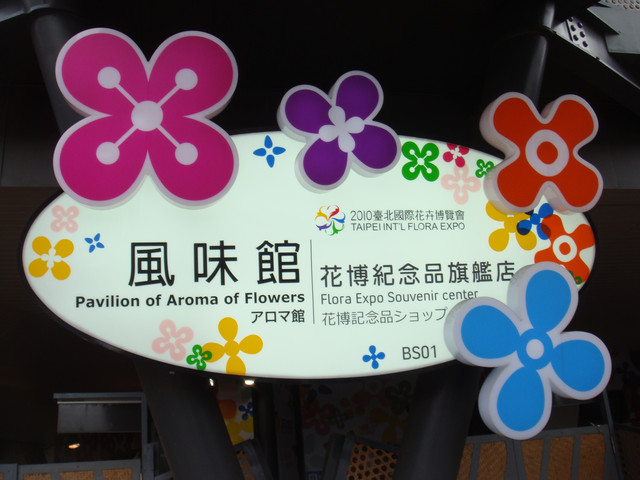 2010臺北國際花卉博覽會
TAIPEI INT'L FLORA EXPO
風味館
Pavilion of Aroma of Flowers
アロマ館
花博紀念品旗艦店
Flora Expo Souvenir center
花博記念品ショップ
BS01